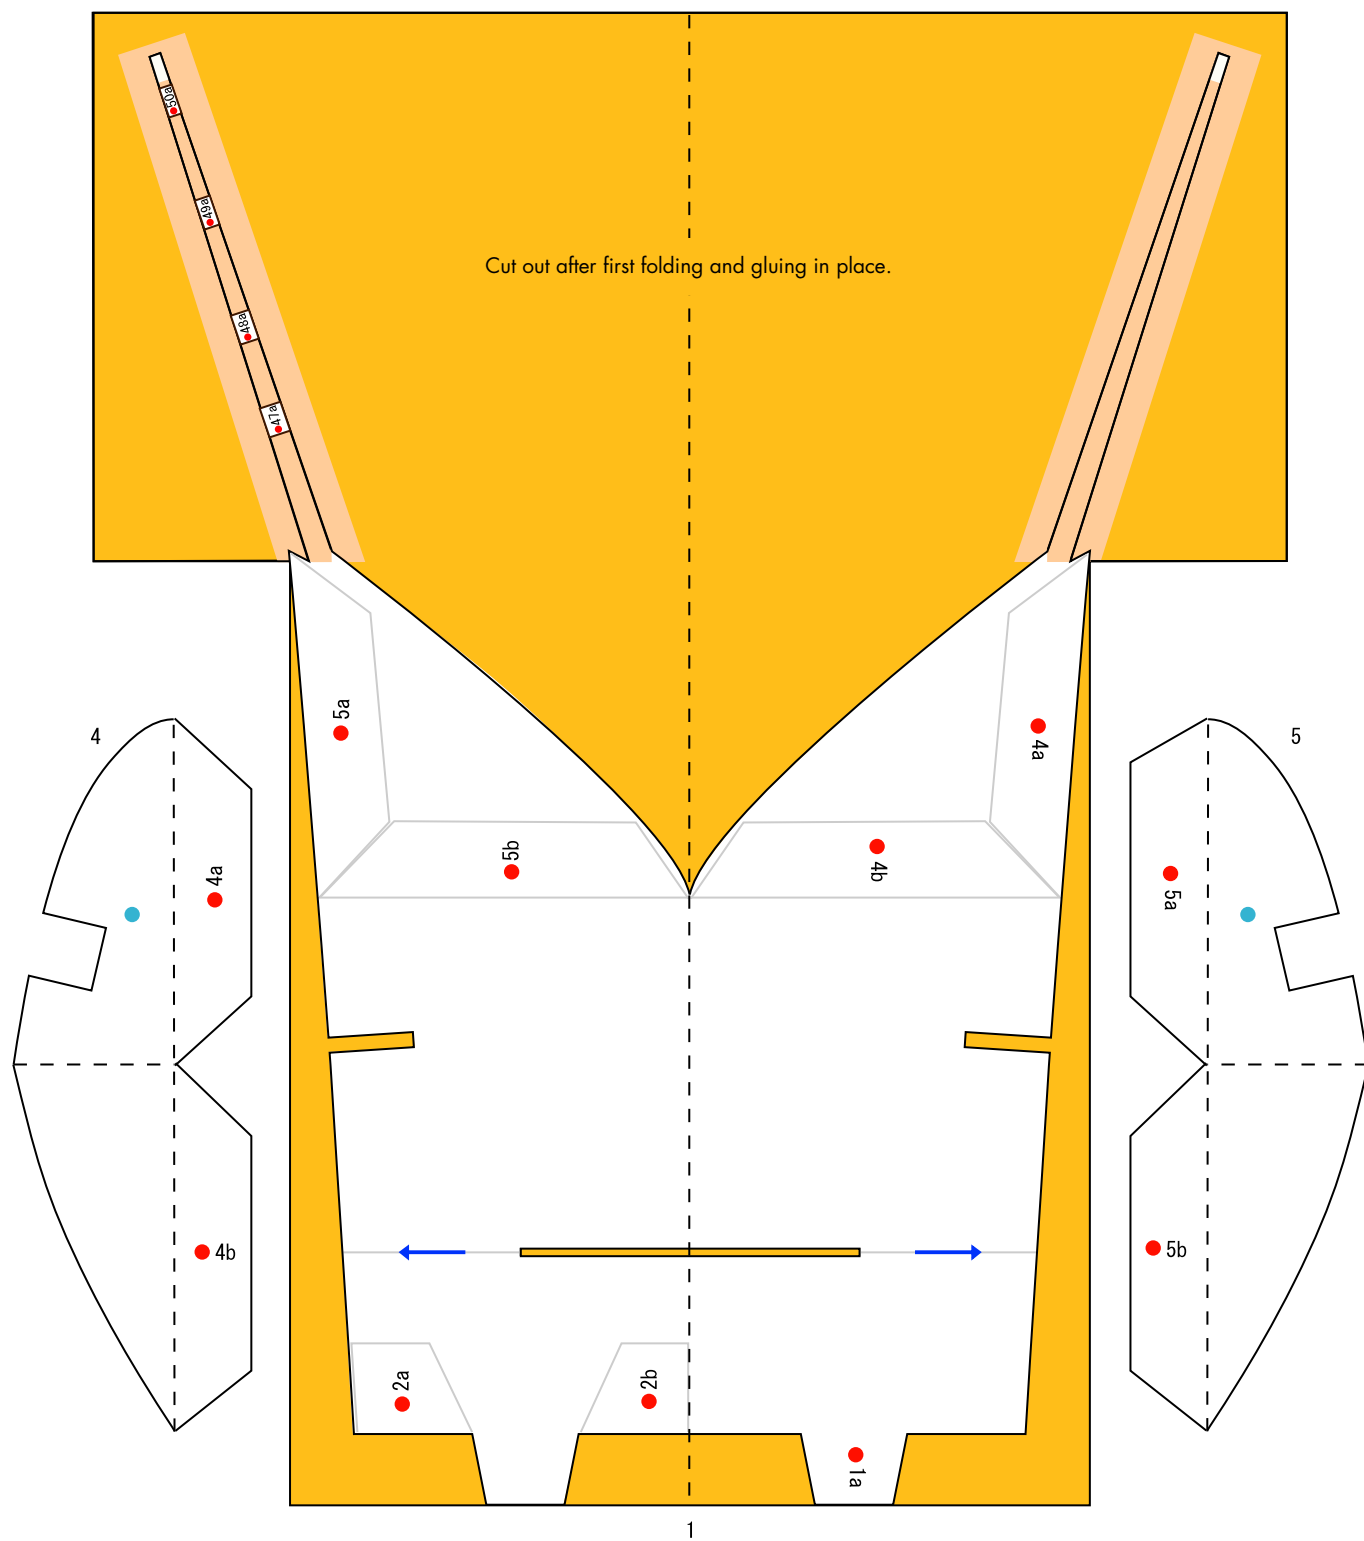 50a
49a
Cut out after first folding and gluing in place.
48a
47a
5a
4
5
4a
5b
4b
4a
5a
4b
5b
2a
2b
1a
1